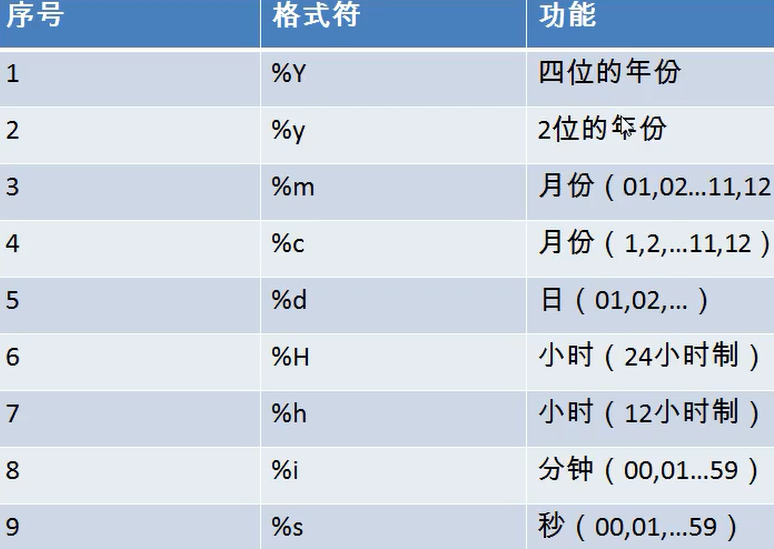 序号 格式符 功能
1 %Y 四位的年份
2 %y 2位的年份
3 %m 月份（01,02…11,12
4 %c 月份（1,2,…11,12）
5 %d 日（01,02,…）
6 %H 小时（24小时制）
7 %h 小时（12小时制）
8 %i 分钟（00,01…59）
9 %s 秒（00,01,…59）